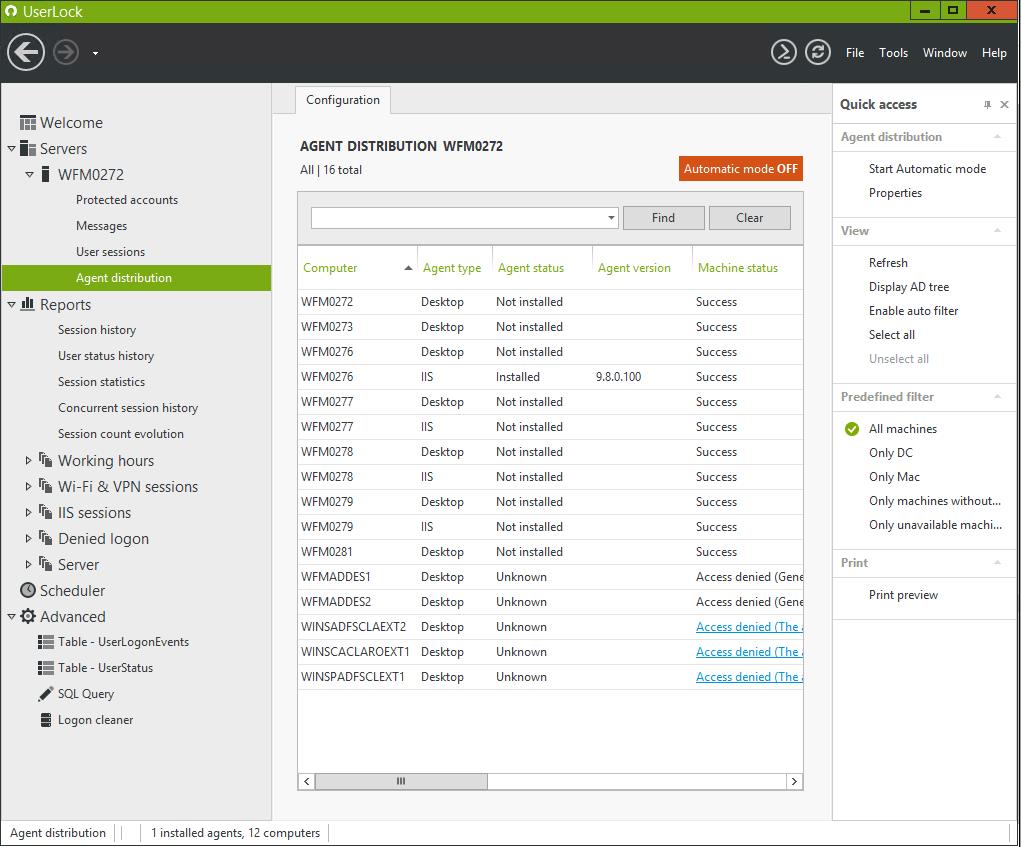 UserLock
File Tools Window Help
Welcome
Servers
WFM0272
Protected accounts
Messages
User sessions
Agent distribution
Reports
Session history
User status history
Session statistics
Concurrent session history
Session count evolution
Working hours
Wi-Fi & VPN sessions
IIS sessions
Denied logon
Server
Scheduler
Advanced
Table - UserLogonEvents
Table - UserStatus
SQL Query
Logon cleaner
Configuration
AGENT DISTRIBUTION WFM0272
All | 16 total
Automatic mode OFF
Find Clear
Computer Agent type Agent status Agent version Machine status
WFM0272 Desktop Not installed Success
WFM0273 Desktop Not installed Success
WFM0276 Desktop Not installed Success
WFM0276 IIS Installed 9.8.0.100 Success
WFM0277 Desktop Not installed Success
WFM0277 IIS Not installed Success
WFM0278 Desktop Not installed Success
WFM0278 IIS Not installed Success
WFM0279 Desktop Not installed Success
WFM0279 IIS Not installed Success
WFM0281 Desktop Not installed Success
WFMADDES1 Desktop Unknown Access denied (Gene
WFMADDES2 Desktop Unknown Access denied (Gene
WINSADFSCLAEXT2 Desktop Unknown Access denied (The a
WINSCACLAROEXT1 Desktop Unknown Access denied (The a
WINSPADFSCLEXT1 Desktop Unknown Access denied (The a
Quick access
Agent distribution
Start Automatic mode
Properties
View
Refresh
Display AD tree
Enable auto filter
Select all
Unselect all
Predefined filter
All machines
Only DC
Only Mac
Only machines without...
Only unavailable machi...
Print
Print preview
Agent distribution 1 installed agents, 12 computers